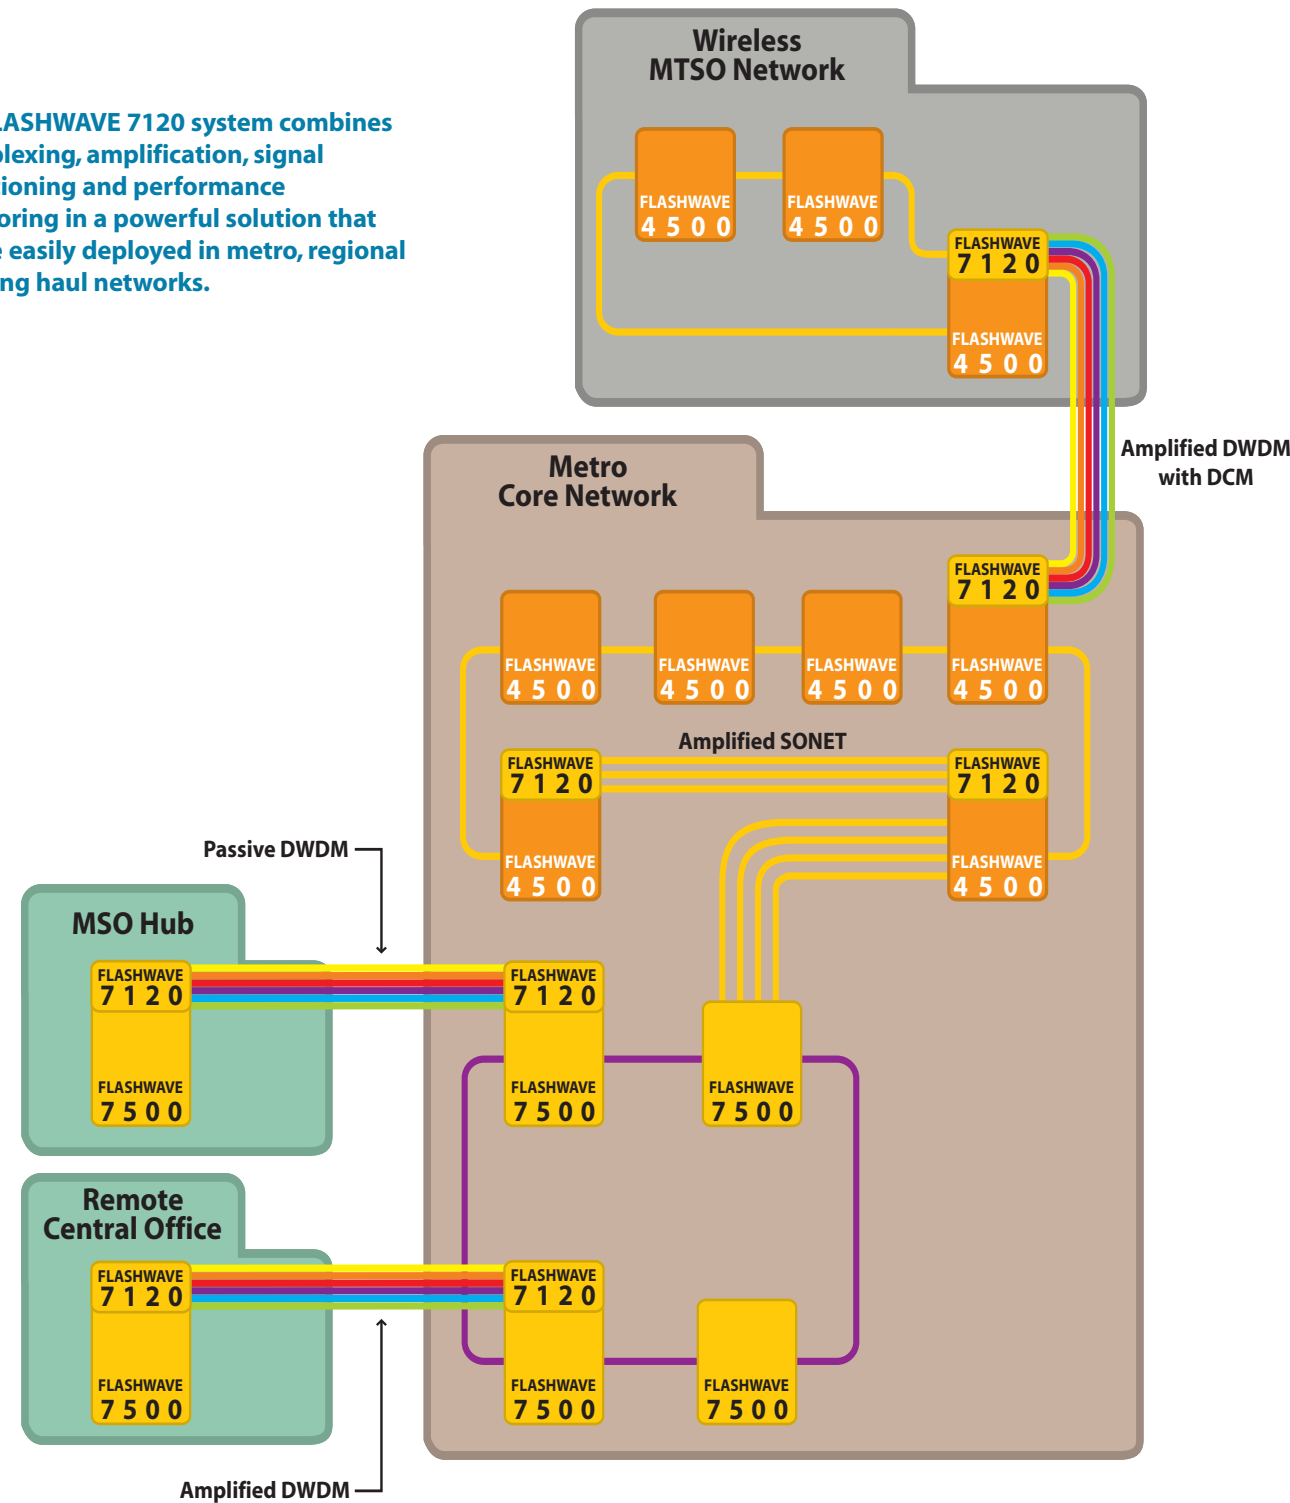 Wireless
MTSO Network
LASHWAVE 7120 system combines
plexing, amplification, signal
tioning and performance
oring in a powerful solution that
e easily deployed in metro, regional
ng haul networks.
FLASHWAVE
4500
FLASHWAVE
4500
FLASHWAVE
7120
FLASHWAVE
4500
Amplified DWDM
with DCM
Metro
Core Network
FLASHWAVE
7120
FLASHWAVE
4500
FLASHWAVE
4500
FLASHWAVE
4500
FLASHWAVE
4500
Amplified SONET
FLASHWAVE
7120
FLASHWAVE
4500
FLASHWAVE
7120
FLASHWAVE
4500
Passive DWDM
MSO Hub
FLASHWAVE
7120
FLASHWAVE
7500
FLASHWAVE
7120
FLASHWAVE
7500
FLASHWAVE
7500
Remote
Central Office
FLASHWAVE
7120
FLASHWAVE
7500
FLASHWAVE
7120
FLASHWAVE
7500
FLASHWAVE
7500
Amplified DWDM